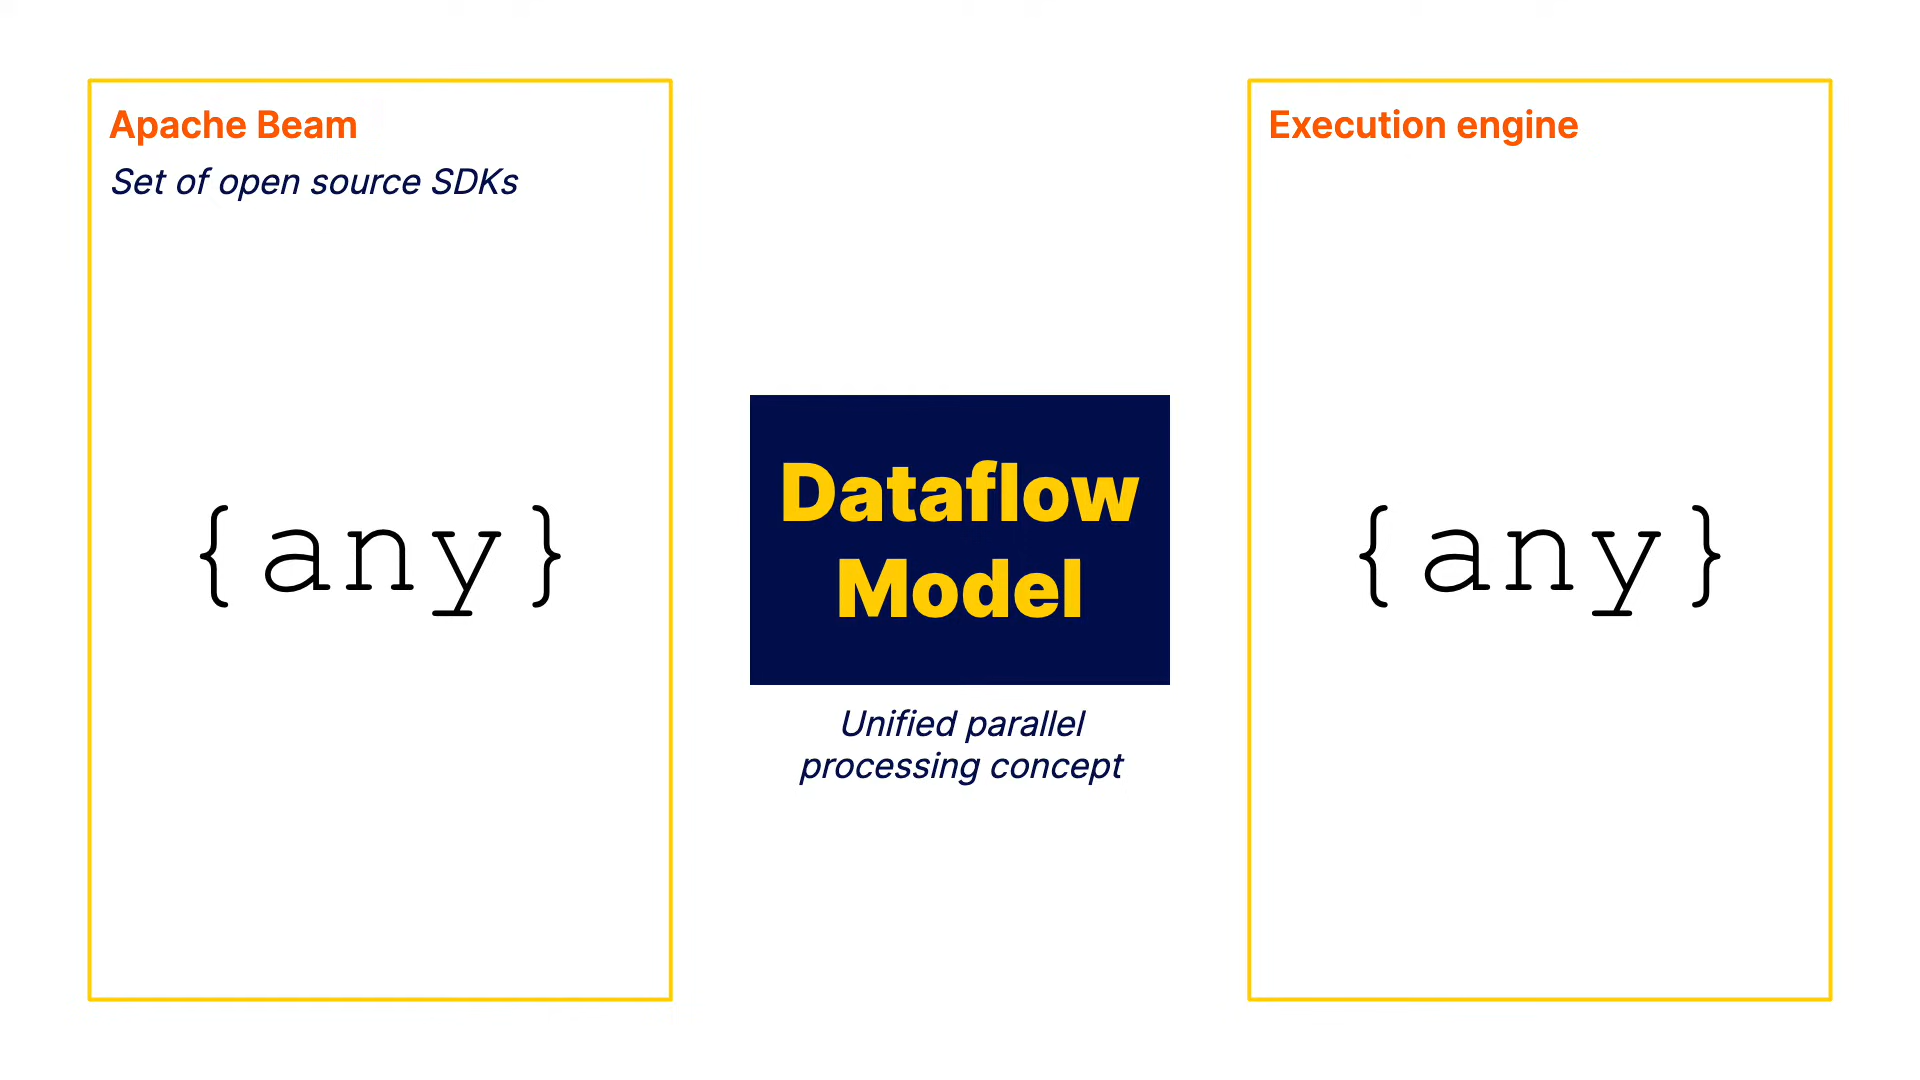 Apache Beam
Set of open source SDKs
{any}
Dataflow
Model
Unified parallel
processing concept
Execution engine
{any}